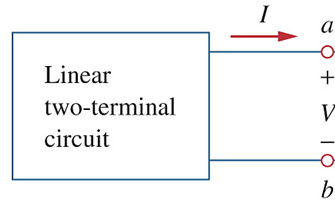 I
a
Linear
two-terminal
circuit
+
V
−
b